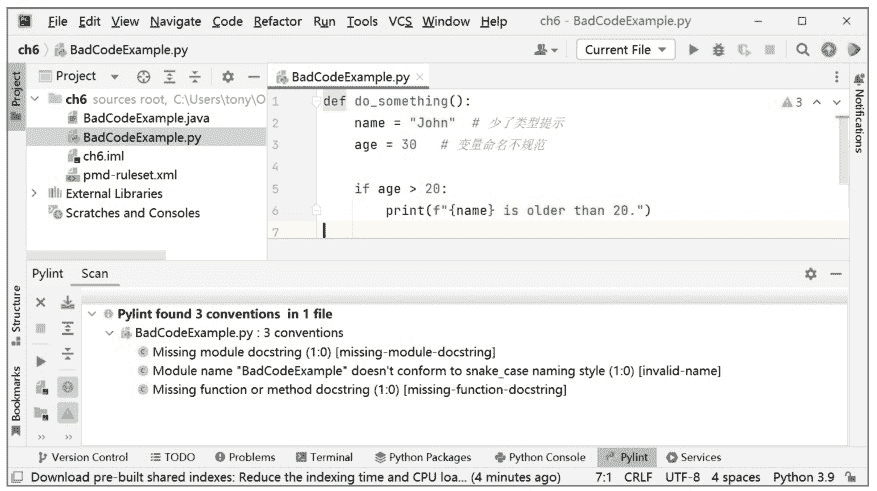 File Edit View Navigate Code Refactor Run Tools VCS Window Help ch6 - BadCodeExample.py
ch6 BadCodeExample.py Current File
Project
Project
BadCodeExample.py
ch6 sources root, C:\Users\tony\O
BadCodeExample.java
BadCodeExample.py
ch6.iml
pmd-ruleset.xml
External Libraries
Scratches and Consoles
1 def do_something():
2 name = "John" # 少了类型提示
3 age = 30 # 变量命名不规范
4
5 if age > 20:
6 print(f"{name} is older than 20.")
7
3
Notifications
Pylint Scan
Pylint found 3 conventions in 1 file
BadCodeExample.py : 3 conventions
Missing module docstring (1:0) [missing-module-docstring]
Module name "BadCodeExample" doesn't conform to snake_case naming style (1:0) [invalid-name]
Missing function or method docstring (1:0) [missing-function-docstring]
Structure
Bookmarks
Version Control TODO Problems Terminal Python Packages Python Console Pylint Services
Download pre-built shared indexes: Reduce the indexing time and CPU loa... (4 minutes ago) 7:1 CRLF UTF-8 4 spaces Python 3.9